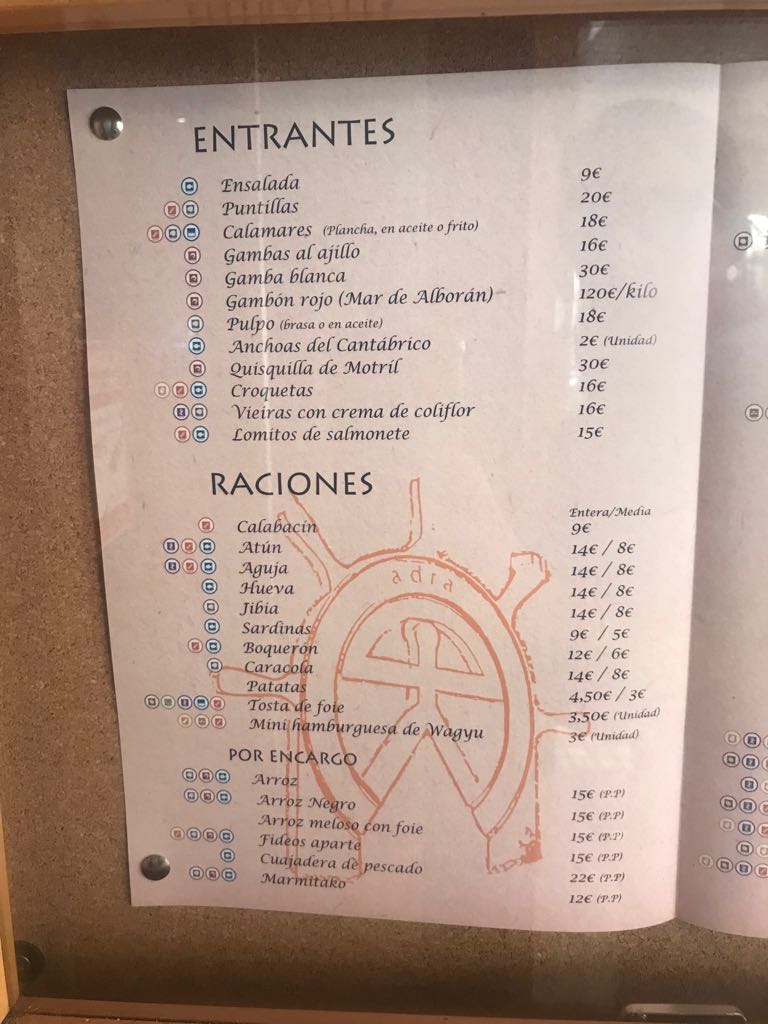 ENTRANTES
Ensalada 9€
Puntillas 20€
Calamares (Plancha, en aceite o frito) 18€
Gambas al ajillo 16€
Gamba blanca 30€
Gambón rojo (Mar de Alborán) 120€/kilo
Pulpo (brasa o en aceite) 18€
Anchoas del Cantábrico 2€ (Unidad)
Quisquilla de Motril 30€
Croquetas 16€
Vieiras con crema de coliflor 16€
Lomitos de salmonete 15€
RACIONES
Entera/Media
Calabacín 9€
Atún 14€ / 8€
Aguja 14€ / 8€
Hueva 14€ / 8€
Jibia 14€ / 8€
Sardinas 9€ / 5€
Boquerón 12€ / 6€
Caracola 14€ / 8€
Patatas 4,50€ / 3€
Tosta de foie 3,50€ (Unidad)
Mini hamburguesa de Wagyu 3€ (Unidad)
adra
POR ENCARGO
Arroz 15€ (P.P)
Arroz Negro 15€ (P.P)
Arroz meloso con foie 15€ (P.P)
Fideos aparte 15€ (P.P)
Cuajadera de pescado 22€ (P.P)
Marmitako 12€ (P.P)